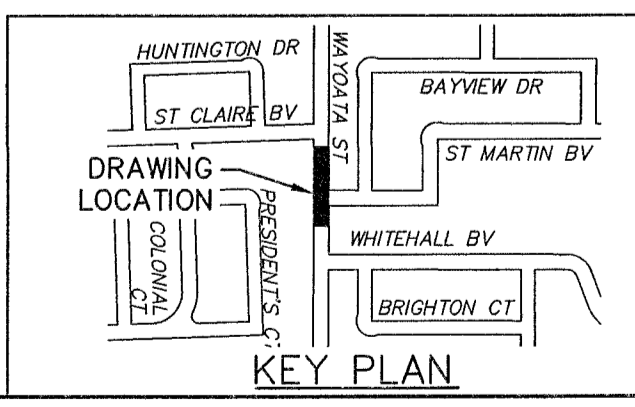 HUNTINGTON DR
WAYOATA ST
BAYVIEW DR
ST CLAIRE BV
ST MARTIN BV
DRAWING
LOCATION
PRESIDENT'S CT
COLONIAL
CT
WHITEHALL BV
BRIGHTON CT
KEY PLAN